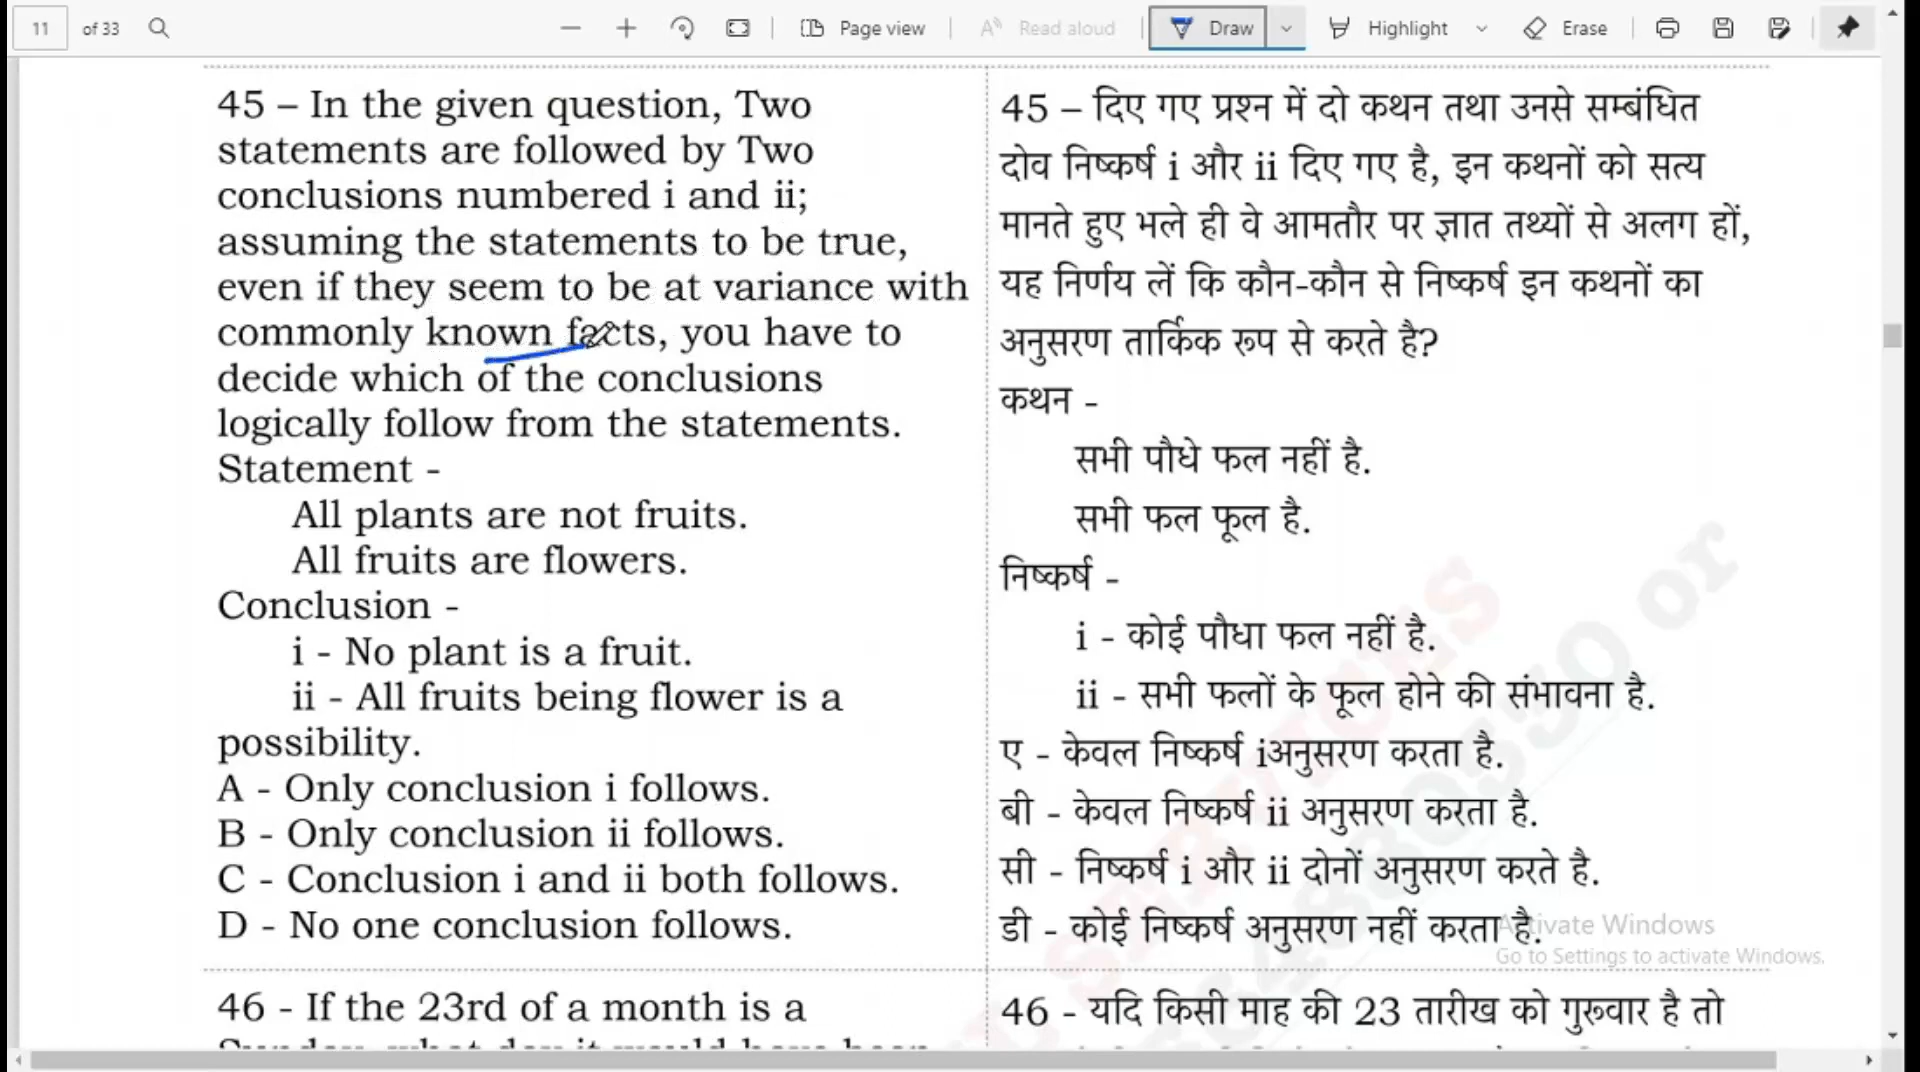 11 of 33 Page view Read aloud Draw Highlight Erase
45 – In the given question, Two
statements are followed by Two
conclusions numbered i and ii;
assuming the statements to be true,
even if they seem to be at variance with
commonly known facts, you have to
decide which of the conclusions
logically follow from the statements.
Statement -
All plants are not fruits.
All fruits are flowers.
Conclusion -
i - No plant is a fruit.
ii - All fruits being flower is a
possibility.
A - Only conclusion i follows.
B - Only conclusion ii follows.
C - Conclusion i and ii both follows.
D - No one conclusion follows.
46 - If the 23rd of a month is a
45 – दिए गए प्रश्न में दो कथन तथा उनसे सम्बंधित
दोव निष्कर्ष i और ii दिए गए है, इन कथनों को सत्य
मानते हुए भले ही वे आमतौर पर ज्ञात तथ्यों से अलग हों,
यह निर्णय लें कि कौन-कौन से निष्कर्ष इन कथनों का
अनुसरण तार्किक रूप से करते है?
कथन -
सभी पौधे फल नहीं है.
सभी फल फूल है.
निष्कर्ष -
i - कोई पौधा फल नहीं है.
ii - सभी फलों के फूल होने की संभावना है.
ए - केवल निष्कर्ष iअनुसरण करता है.
बी - केवल निष्कर्ष ii अनुसरण करता है.
सी - निष्कर्ष i और ii दोनों अनुसरण करते है.
डी - कोई निष्कर्ष अनुसरण नहीं करता है.
46 - यदि किसी माह की 23 तारीख को गुरूवार है तो
Activate Windows
Go to Settings to activate Windows.